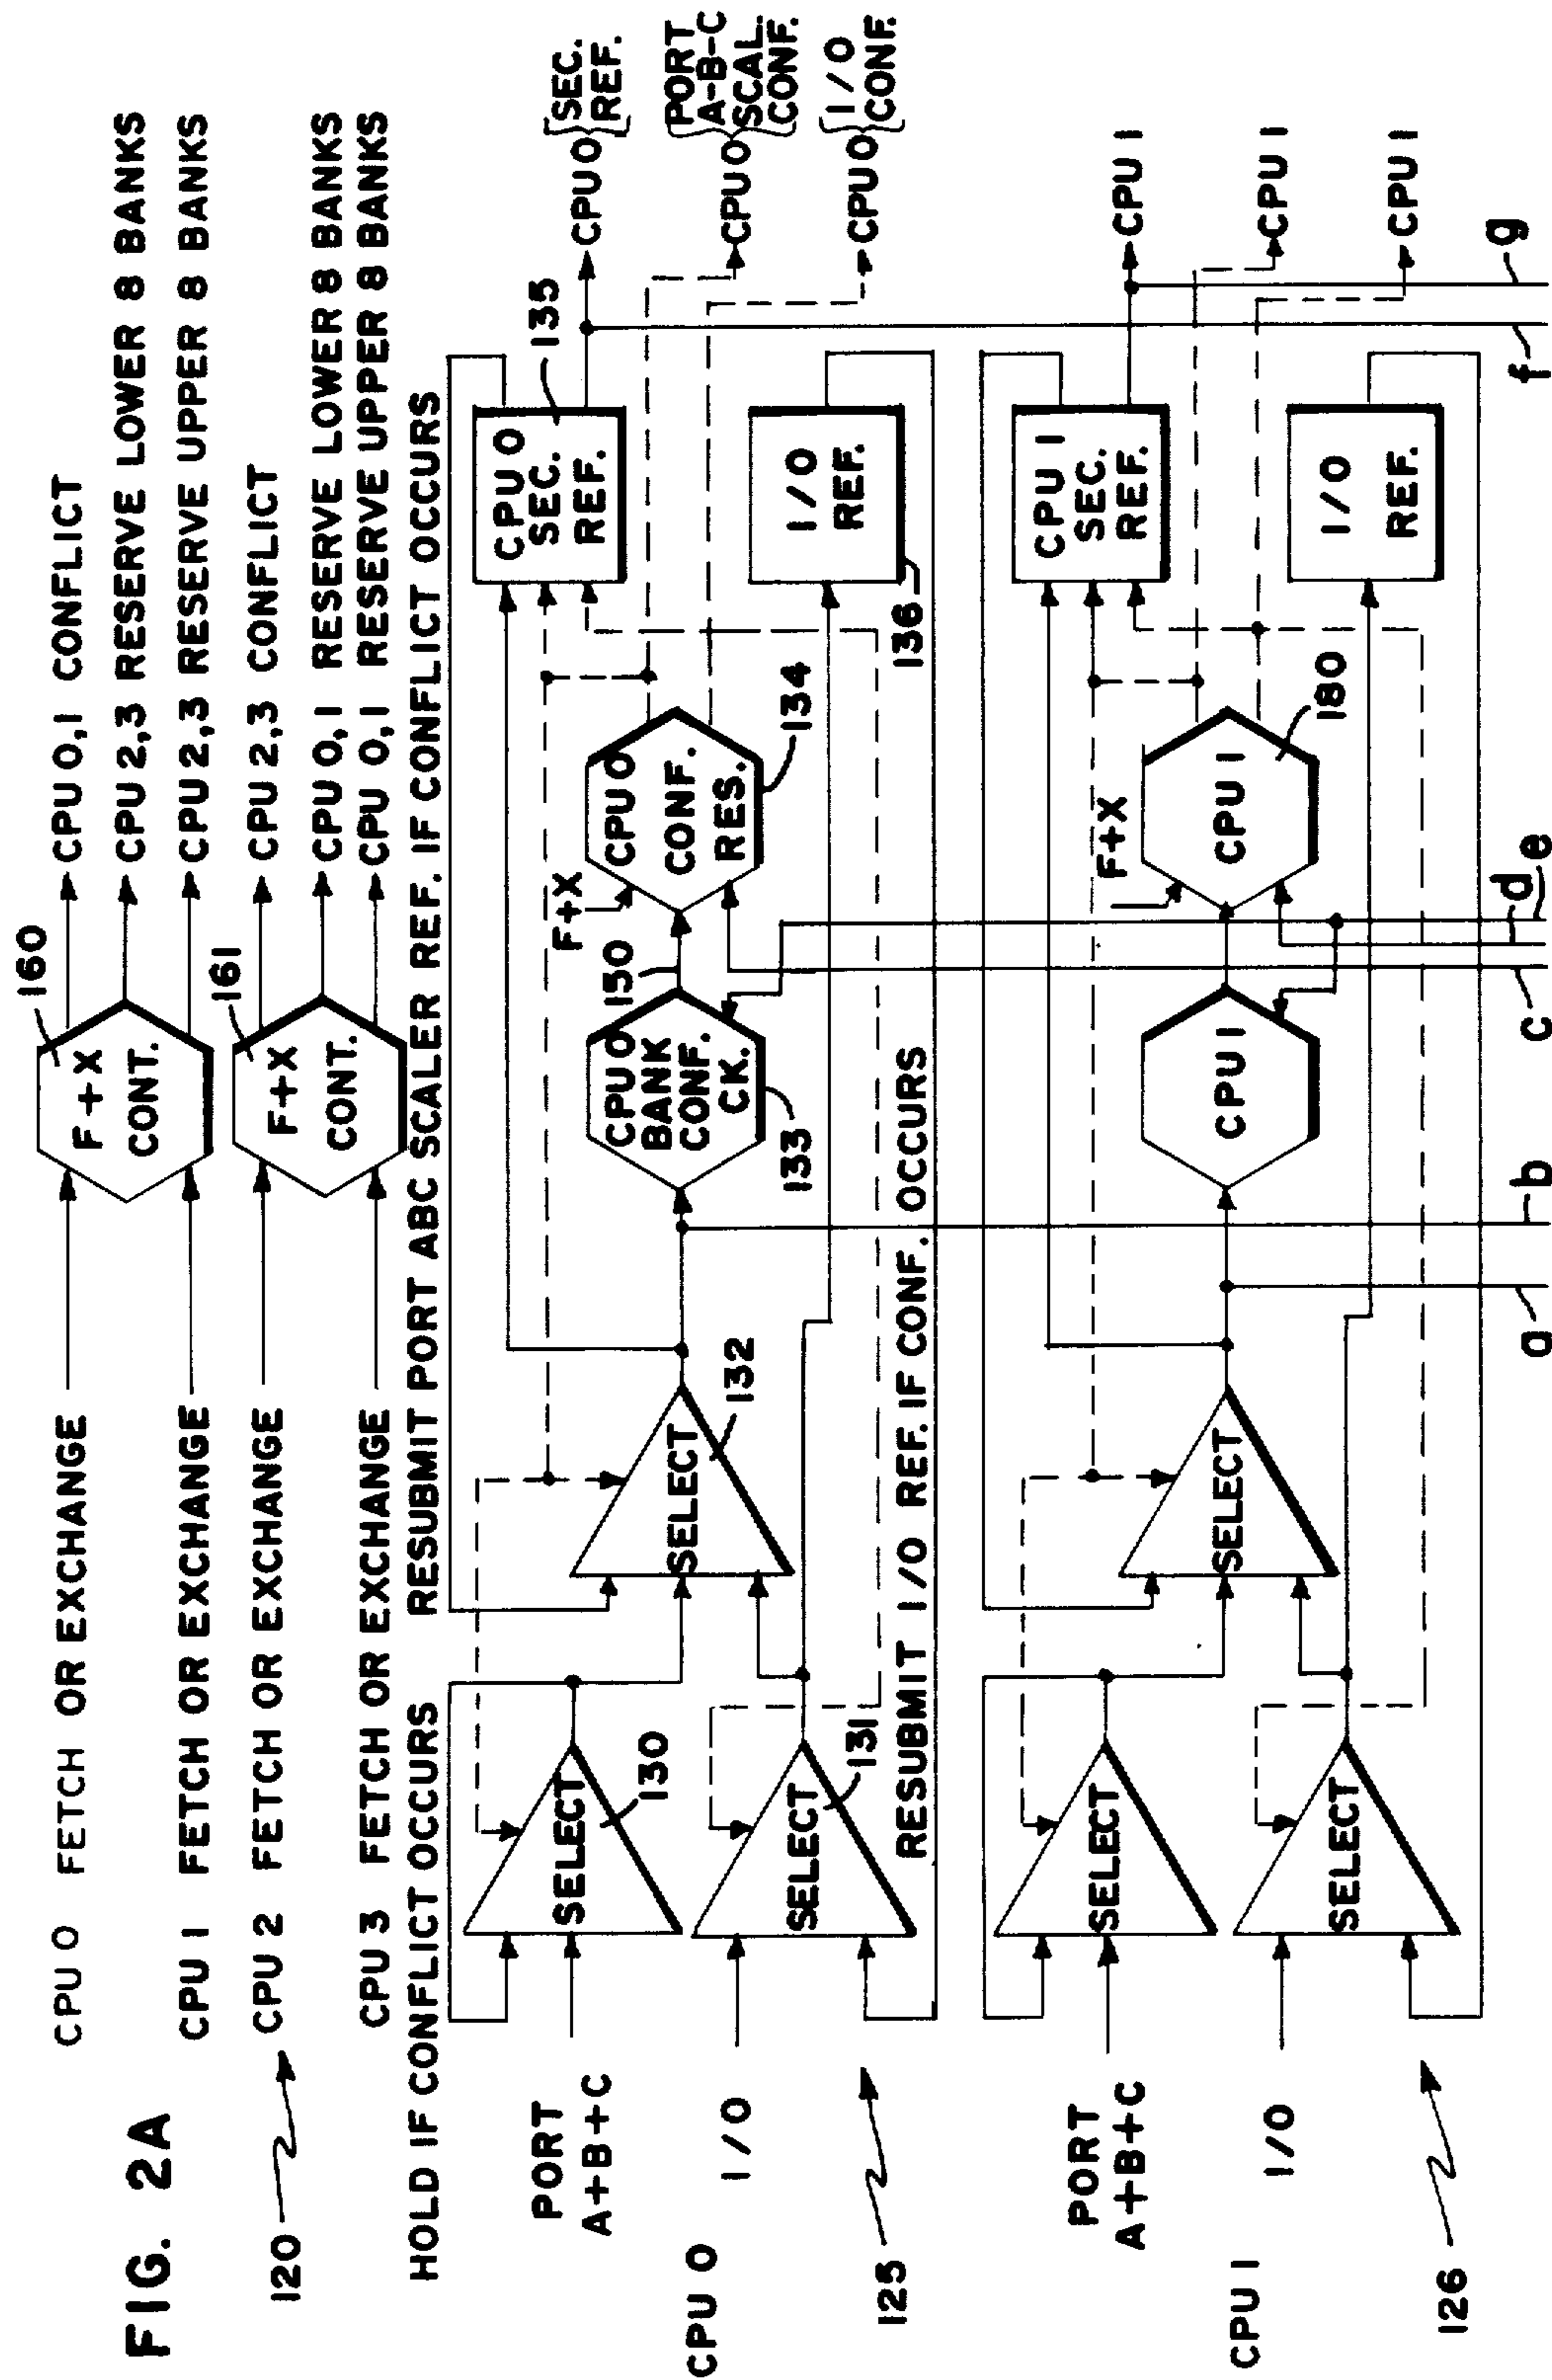 FIG. 2A
120
CPU 0 FETCH OR EXCHANGE
CPU 1 FETCH OR EXCHANGE
CPU 2 FETCH OR EXCHANGE
CPU 3 FETCH OR EXCHANGE
160
F+X
CONT.
161
F+X
CONT.
CPU 0,1 CONFLICT
CPU 2,3 RESERVE LOWER 8 BANKS
CPU 2,3 RESERVE UPPER 8 BANKS
CPU 2,3 CONFLICT
CPU 0,1 RESERVE LOWER 8 BANKS
CPU 0,1 RESERVE UPPER 8 BANKS
HOLD IF CONFLICT OCCURS
RESUBMIT PORT ABC SCALER REF. IF CONFLICT OCCURS
PORT
A+B+C
I/O
CPU 0
125
SELECT
130
SELECT
131
SELECT
132
CPU 0
BANK
CONF.
CK.
133
150
F+X
CPU 0
CONF.
RES.
134
CPU 0
SEC.
REF.
135
I/O
REF.
136
CPU 0
SEC.
REF.
CPU 0
PORT
A-B-C
SCAL.
CONF.
CPU 0
I/O
CONF.
RESUBMIT I/O REF. IF CONF. OCCURS
PORT
A+B+C
I/O
CPU 1
126
SELECT
SELECT
SELECT
CPU 1
F+X
CPU 1
180
CPU 1
SEC.
REF.
I/O
REF.
CPU 1
CPU 1
CPU 1
a
b
c
d
e
f
g